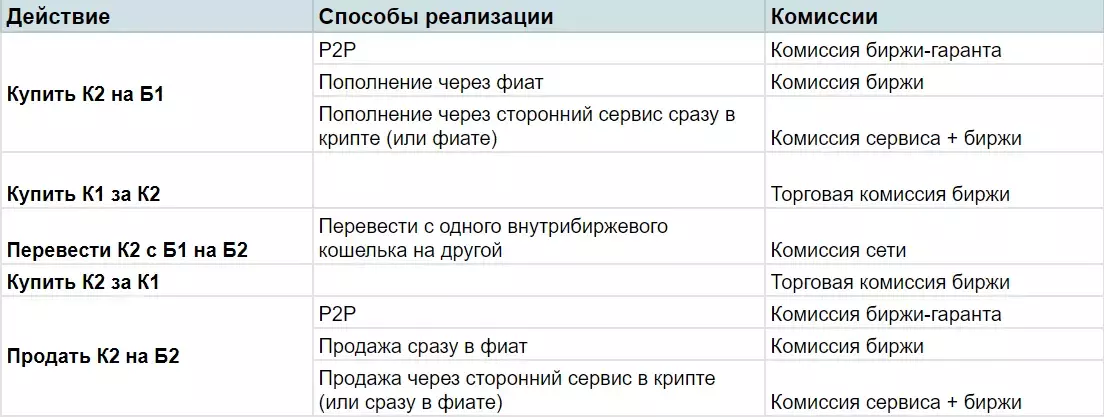 Действие Способы реализации Комиссии
P2P Комиссия биржи-гаранта
Купить К2 на Б1
Пополнение через фиат Комиссия биржи
Пополнение через сторонний сервис сразу в
крипте (или фиате) Комиссия сервиса + биржи
Купить К1 за К2 Торговая комиссия биржи
Перевести К2 с Б1 на Б2
Перевести с одного внутрибиржевого
кошелька на другой Комиссия сети
Купить К2 за К1 Торговая комиссия биржи
P2P Комиссия биржи-гаранта
Продать К2 на Б2
Продажа сразу в фиат Комиссия биржи
Продажа через сторонний сервис в крипте
(или сразу в фиате) Комиссия сервиса + биржи